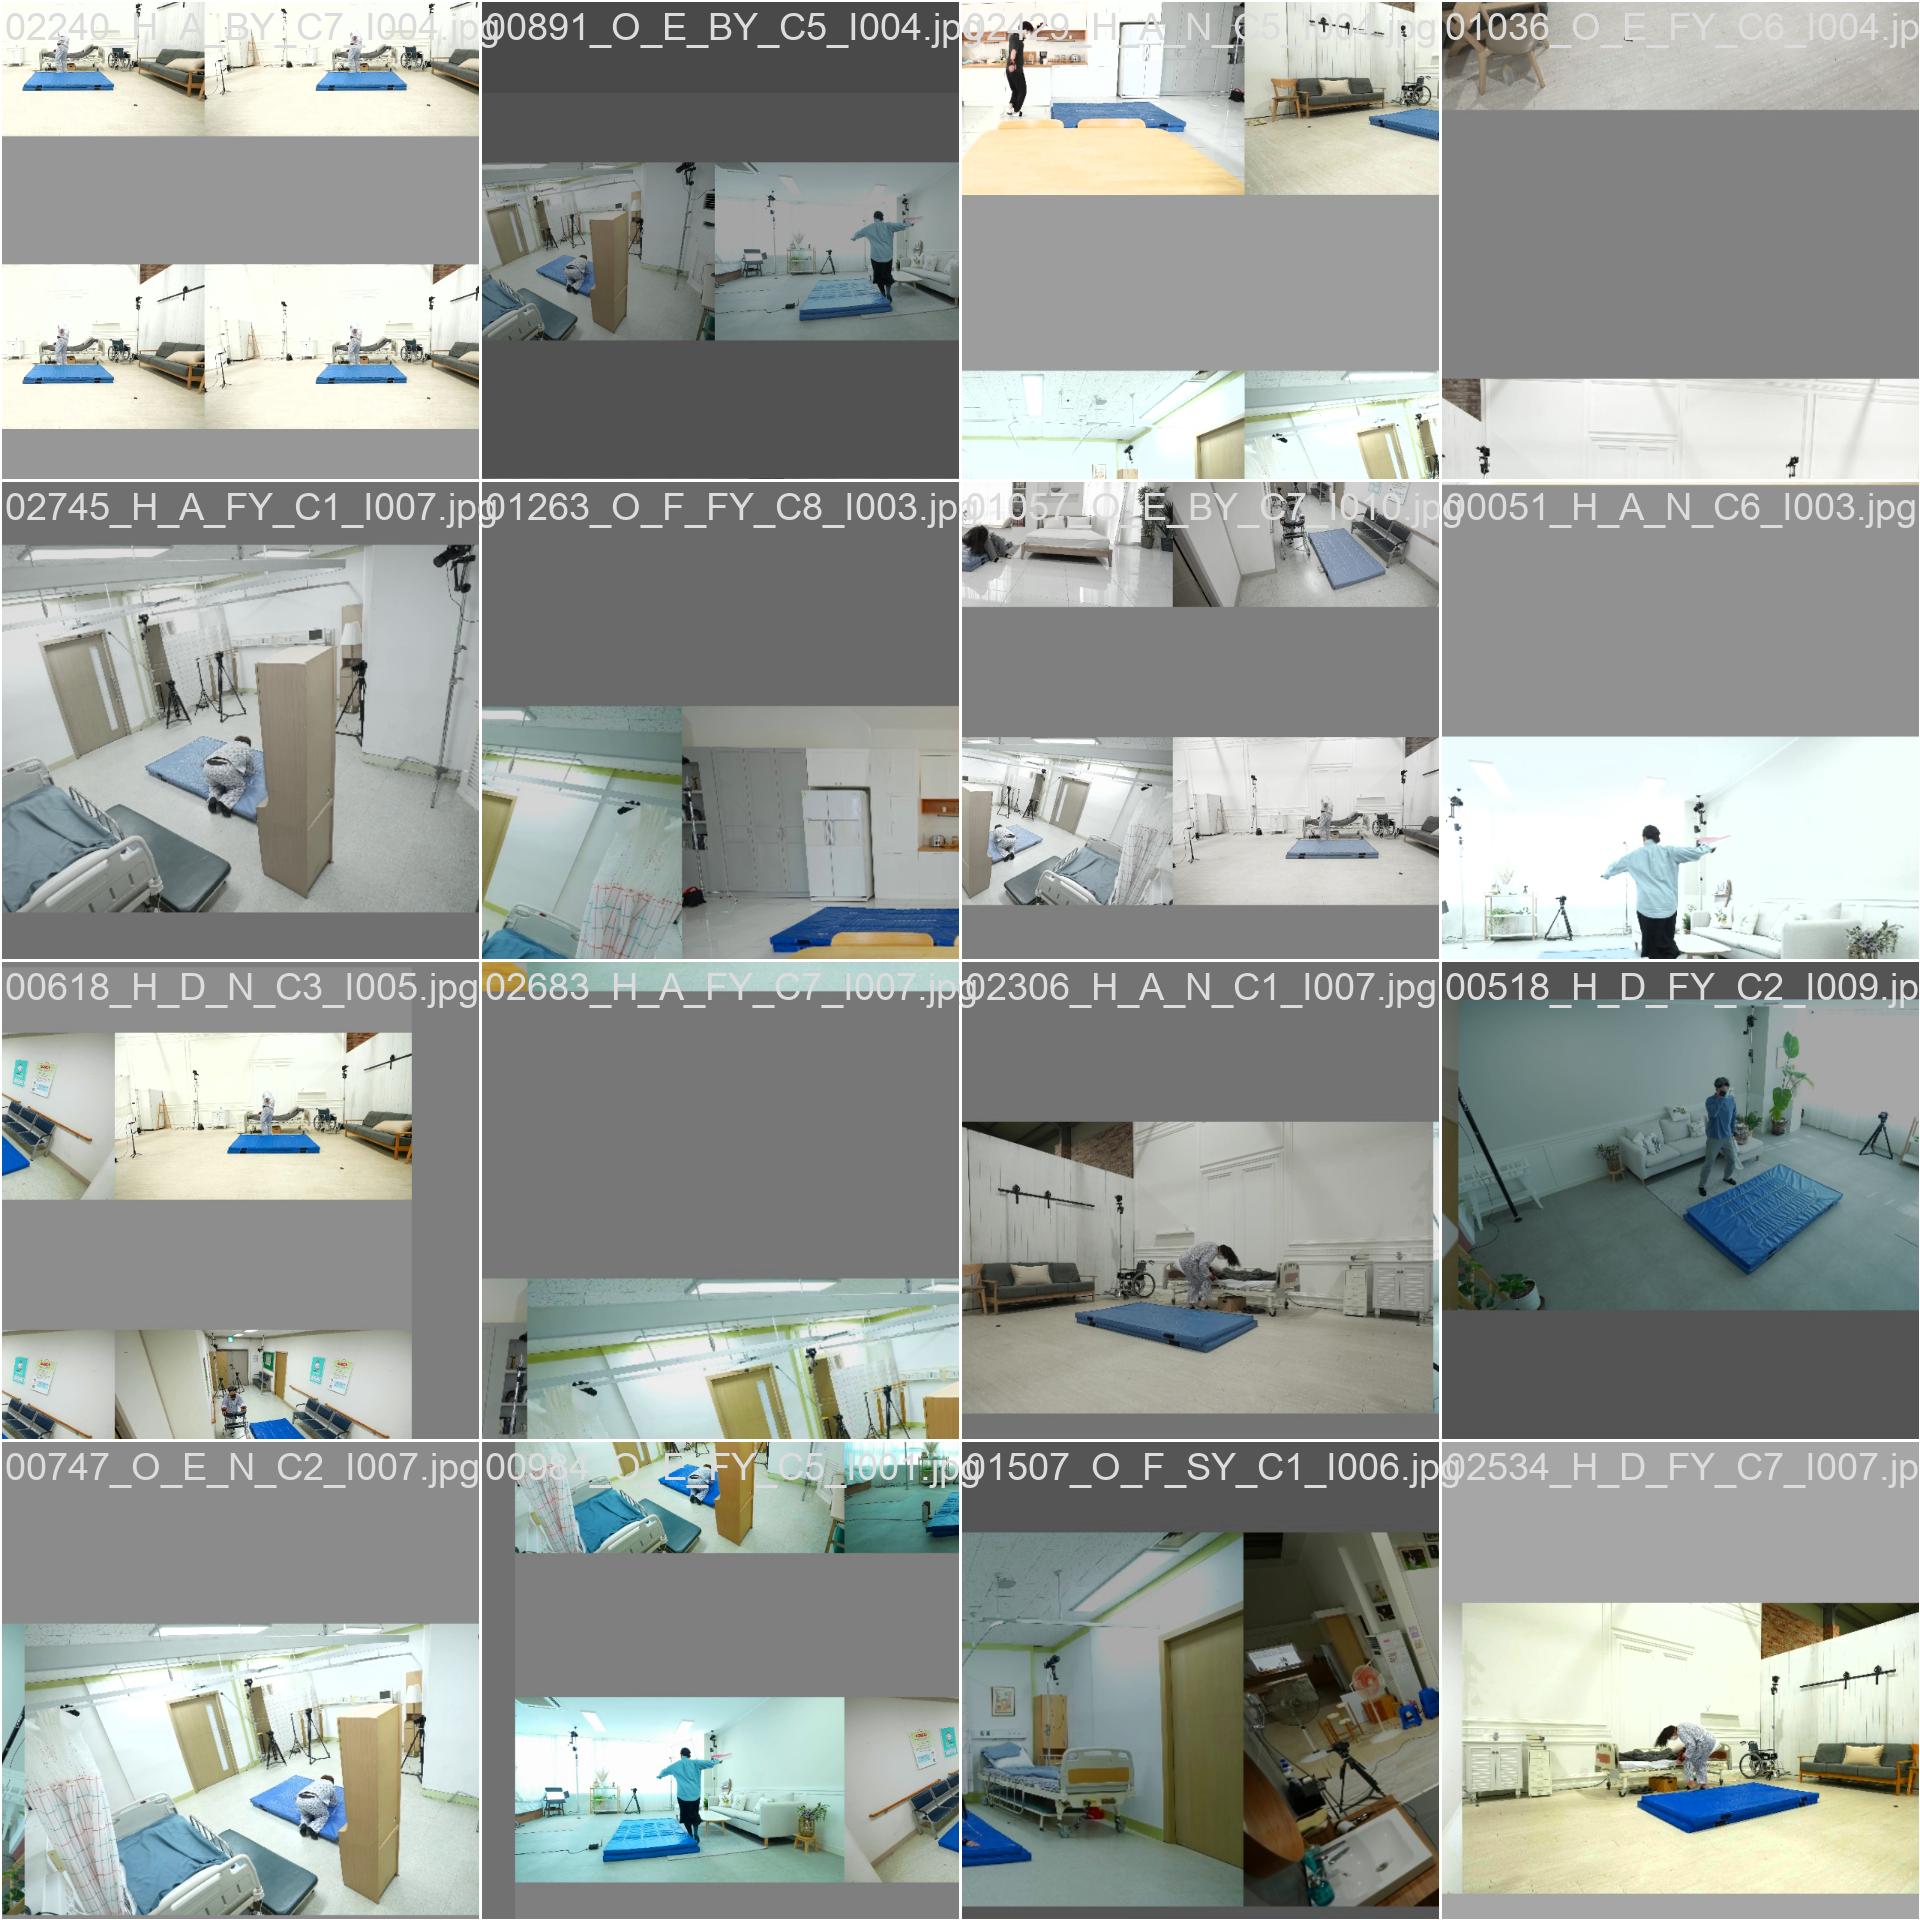 02240_H_A_BY_C7_I004.jpg
00891_O_E_BY_C5_I004.jpg
02429_H_A_N_C5_I004.jpg
01036_O_E_FY_C6_I004.jp
02745_H_A_FY_C1_I007.jpg
01263_O_F_FY_C8_I003.jpg
01057_O_E_BY_C7_I010.jpg
00051_H_A_N_C6_I003.jpg
00618_H_D_N_C3_I005.jpg
02683_H_A_FY_C7_I007.jpg
02306_H_A_N_C1_I007.jpg
00518_H_D_FY_C2_I009.jp
00747_O_E_N_C2_I007.jpg
00984_O_E_FY_C5_I007.jpg
01507_O_F_SY_C1_I006.jpg
02534_H_D_FY_C7_I007.jp